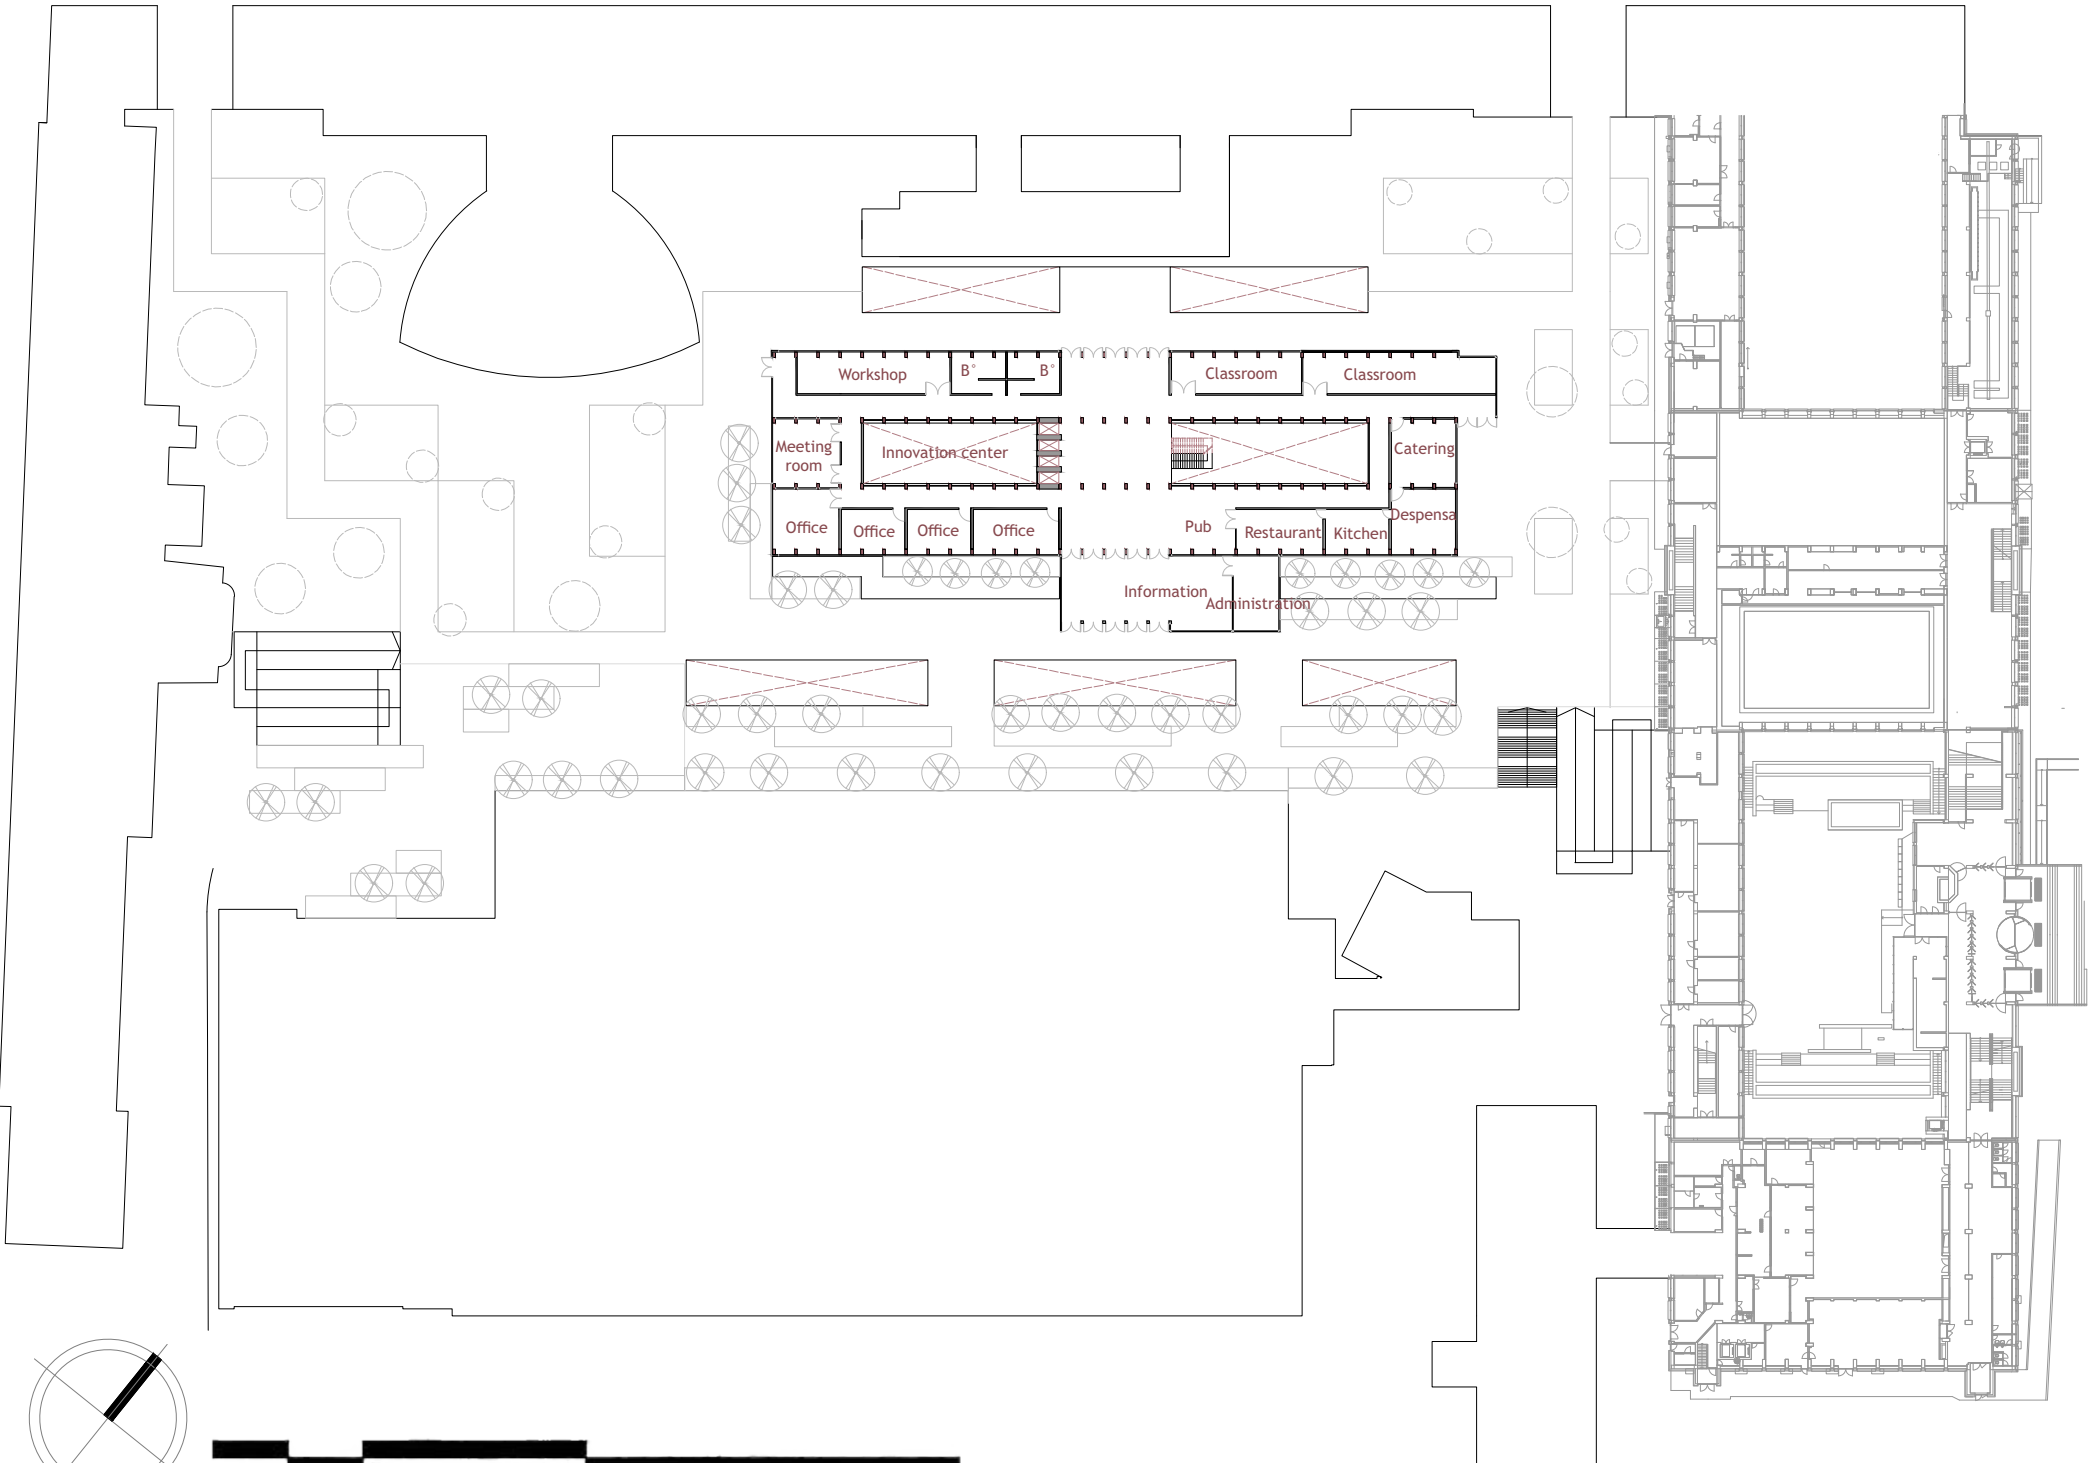 Workshop
B°
B°
Classroom
Classroom
Meeting
room
Innovation center
Catering
Office
Office
Office
Office
Pub
Restaurant
Kitchen
Despensa
Information
Administration